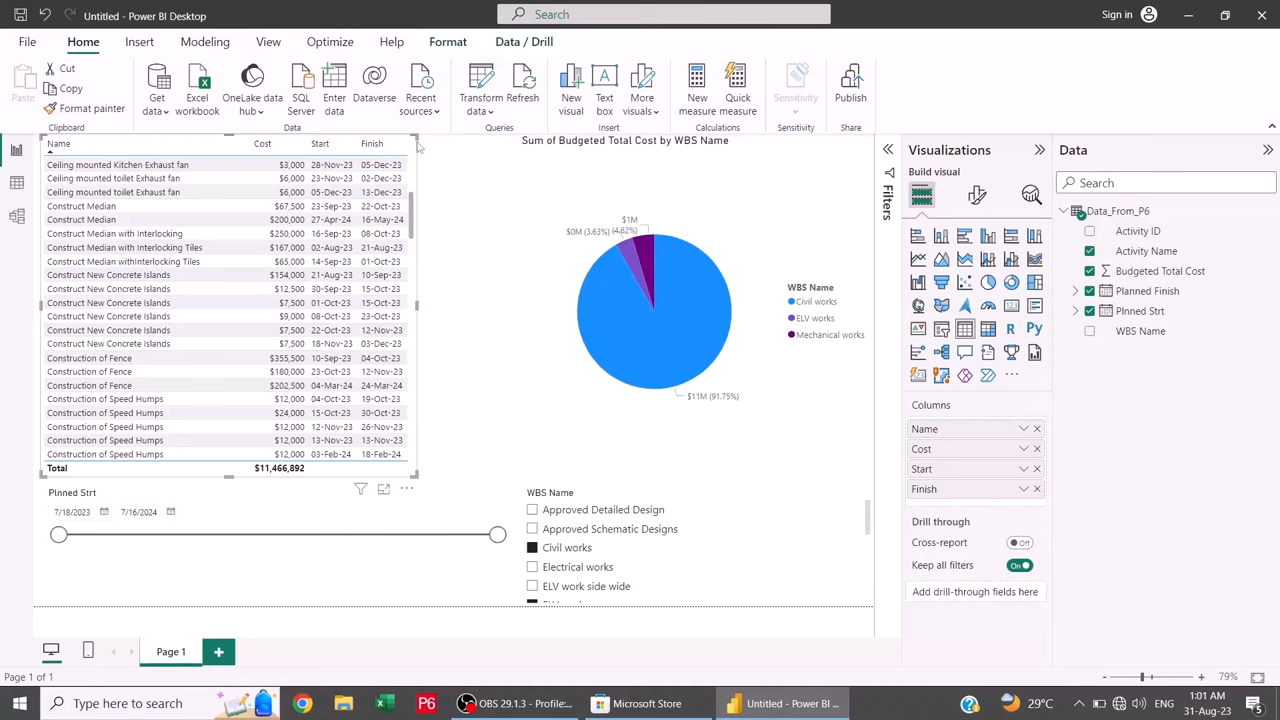 Untitled - Power BI Desktop
Search
Sign in
File
Home
Insert
Modeling
View
Optimize
Help
Format
Data / Drill
Paste
Cut
Copy
Format painter
Clipboard
Get data
Excel workbook
OneLake data hub
SQL Server
Enter data
Dataverse
Recent sources
Data
Transform data
Refresh
Queries
New visual
Text box
More visuals
Insert
New measure
Quick measure
Calculations
Sensitivity
Sensitivity
Publish
Share
Name Cost Start Finish
Ceiling mounted Kitchen Exhaust fan $3,000 28-Nov-23 05-Dec-23
Ceiling mounted toilet Exhaust fan $6,000 23-Nov-23 02-Dec-23
Ceiling mounted toilet Exhaust fan $6,000 05-Dec-23 13-Dec-23
Construct Median $67,500 23-Sep-23 22-Oct-23
Construct Median $200,000 27-Apr-24 16-May-24
Construct Median with Interlocking $250,000 16-Sep-23 08-Oct-23
Construct Median with Interlocking Tiles $167,000 02-Aug-23 21-Aug-23
Construct Median withInterlocking Tiles $65,000 14-Sep-23 01-Oct-23
Construct New Concrete Islands $154,000 21-Aug-23 10-Sep-23
Construct New Concrete Islands $12,500 30-Sep-23 15-Oct-23
Construct New Concrete Islands $7,500 01-Oct-23 15-Oct-23
Construct New Concrete Islands $9,000 08-Oct-23 23-Oct-23
Construct New Concrete Islands $7,500 22-Oct-23 12-Nov-23
Construct New Concrete Islands $7,500 18-Nov-23 03-Dec-23
Construction of Fence $355,500 10-Sep-23 04-Oct-23
Construction of Fence $180,000 23-Oct-23 12-Nov-23
Construction of Fence $202,500 04-Mar-24 24-Mar-24
Construction of Speed Humps $12,000 04-Oct-23 19-Oct-23
Construction of Speed Humps $24,000 15-Oct-23 30-Oct-23
Construction of Speed Humps $12,000 12-Nov-23 26-Nov-23
Construction of Speed Humps $12,000 13-Nov-23 13-Nov-23
Construction of Speed Humps $12,000 03-Feb-24 18-Feb-24
Total $11,466,892
Sum of Budgeted Total Cost by WBS Name
$1M
$0M (3.63%) (4.62%)
$11M (91.75%)
WBS Name
Civil works
ELV works
Mechanical works
Plnned Strt
7/18/2023 7/16/2024
WBS Name
Approved Detailed Design
Approved Schematic Designs
Civil works
Electrical works
ELV work side wide
Filters
Visualizations
Build visual
R Py
Columns
Name
Cost
Start
Finish
Drill through
Cross-report Off
Keep all filters On
Add drill-through fields here
Data
Search
Data_From_P6
Activity ID
Activity Name
Budgeted Total Cost
Planned Finish
Plnned Strt
WBS Name
Page 1
Page 1 of 1
79%
Type here to search
P6
OBS 29.1.3 - Profile:...
Microsoft Store
Untitled - Power BI ...
29°C
1:01 AM
31-Aug-23